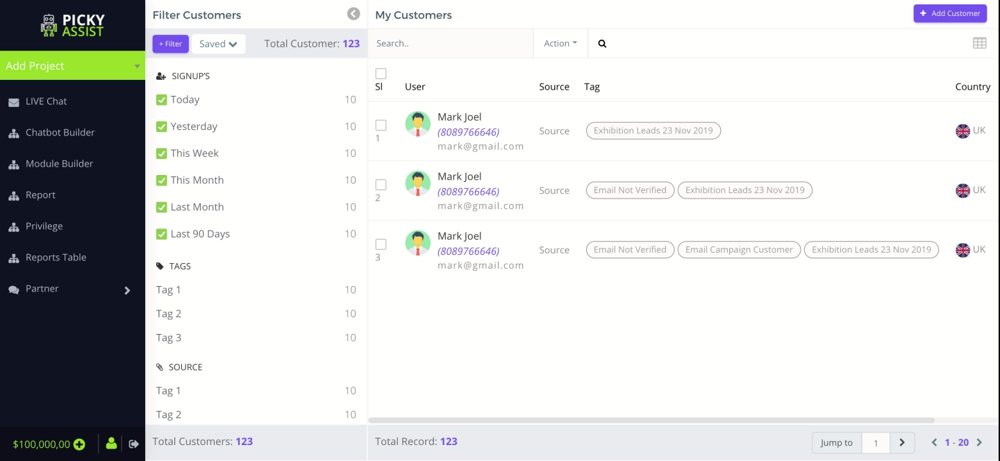 PICKY
ASSIST
Add Project
LIVE Chat
Chatbot Builder
Module Builder
Report
Privilege
Reports Table
Partner
$100,000,00
Filter Customers
+ Filter
Saved
Total Customer: 123
SIGNUP'S
Today 10
Yesterday 10
This Week 10
This Month 10
Last Month 10
Last 90 Days 10
TAGS
Tag 1 10
Tag 2 10
Tag 3 10
SOURCE
Tag 1 10
Tag 2 10
Total Customers: 123
My Customers
+ Add Customer
Search..
Action
Sl User Source Tag Country
1
Mark Joel
(8089766646)
mark@gmail.com
Source
Exhibition Leads 23 Nov 2019
UK
2
Mark Joel
(8089766646)
mark@gmail.com
Source
Email Not Verified
Exhibition Leads 23 Nov 2019
UK
3
Mark Joel
(8089766646)
mark@gmail.com
Source
Email Not Verified
Email Campaign Customer
Exhibition Leads 23 Nov 2019
UK
Total Record: 123
Jump to 1
1 - 20